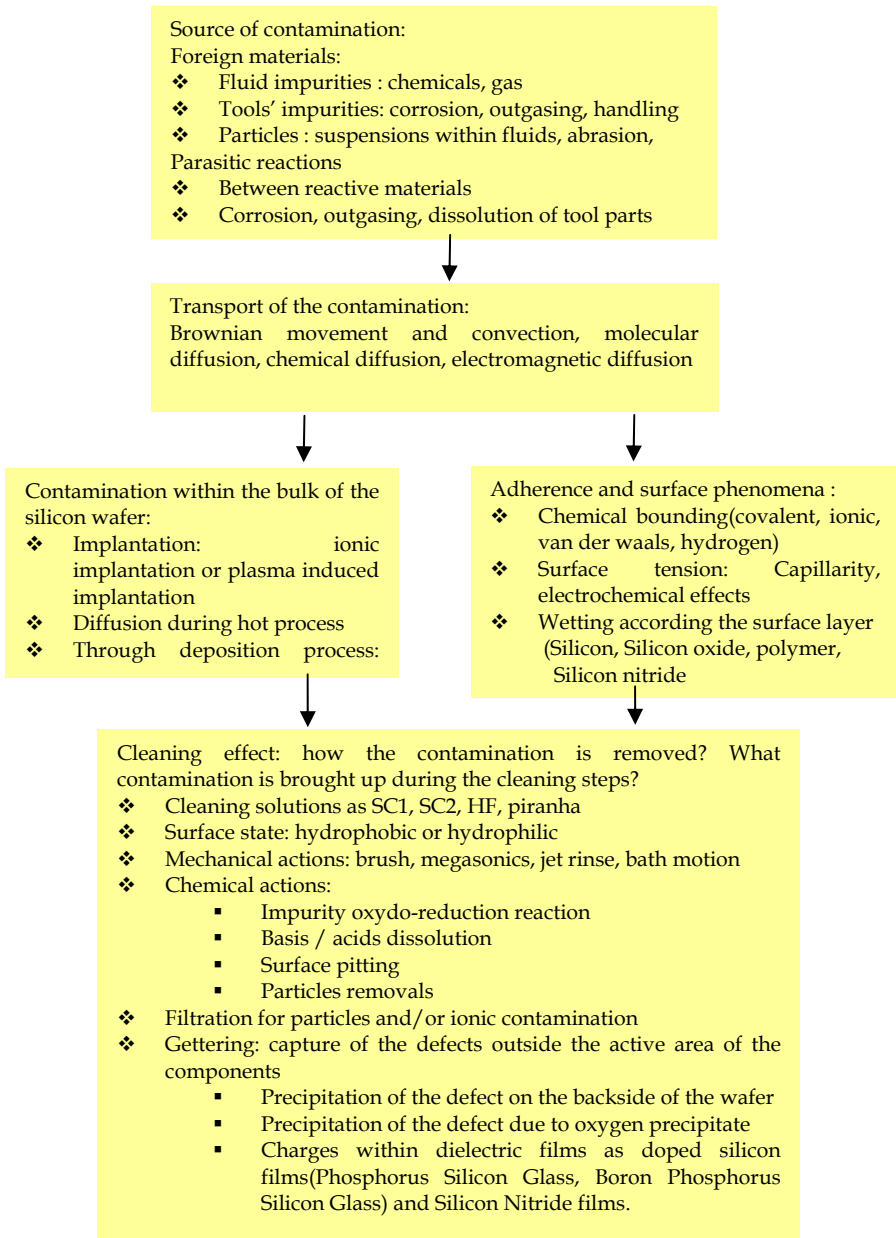 Source of contamination:
Foreign materials:
❖ Fluid impurities : chemicals, gas
❖ Tools’ impurities: corrosion, outgasing, handling
❖ Particles : suspensions within fluids, abrasion,
Parasitic reactions
❖ Between reactive materials
❖ Corrosion, outgasing, dissolution of tool parts
Transport of the contamination:
Brownian movement and convection, molecular
diffusion, chemical diffusion, electromagnetic diffusion
Contamination within the bulk of the
silicon wafer:
❖ Implantation: ionic
implantation or plasma induced
implantation
❖ Diffusion during hot process
❖ Through deposition process:
Adherence and surface phenomena :
❖ Chemical bounding(covalent, ionic,
van der waals, hydrogen)
❖ Surface tension: Capillarity,
electrochemical effects
❖ Wetting according the surface layer
(Silicon, Silicon oxide, polymer,
Silicon nitride
Cleaning effect: how the contamination is removed? What
contamination is brought up during the cleaning steps?
❖ Cleaning solutions as SC1, SC2, HF, piranha
❖ Surface state: hydrophobic or hydrophilic
❖ Mechanical actions: brush, megasonics, jet rinse, bath motion
❖ Chemical actions:
▪ Impurity oxydo-reduction reaction
▪ Basis / acids dissolution
▪ Surface pitting
▪ Particles removals
❖ Filtration for particles and/or ionic contamination
❖ Gettering: capture of the defects outside the active area of the
components
▪ Precipitation of the defect on the backside of the wafer
▪ Precipitation of the defect due to oxygen precipitate
▪ Charges within dielectric films as doped silicon
films(Phosphorus Silicon Glass, Boron Phosphorus
Silicon Glass) and Silicon Nitride films.